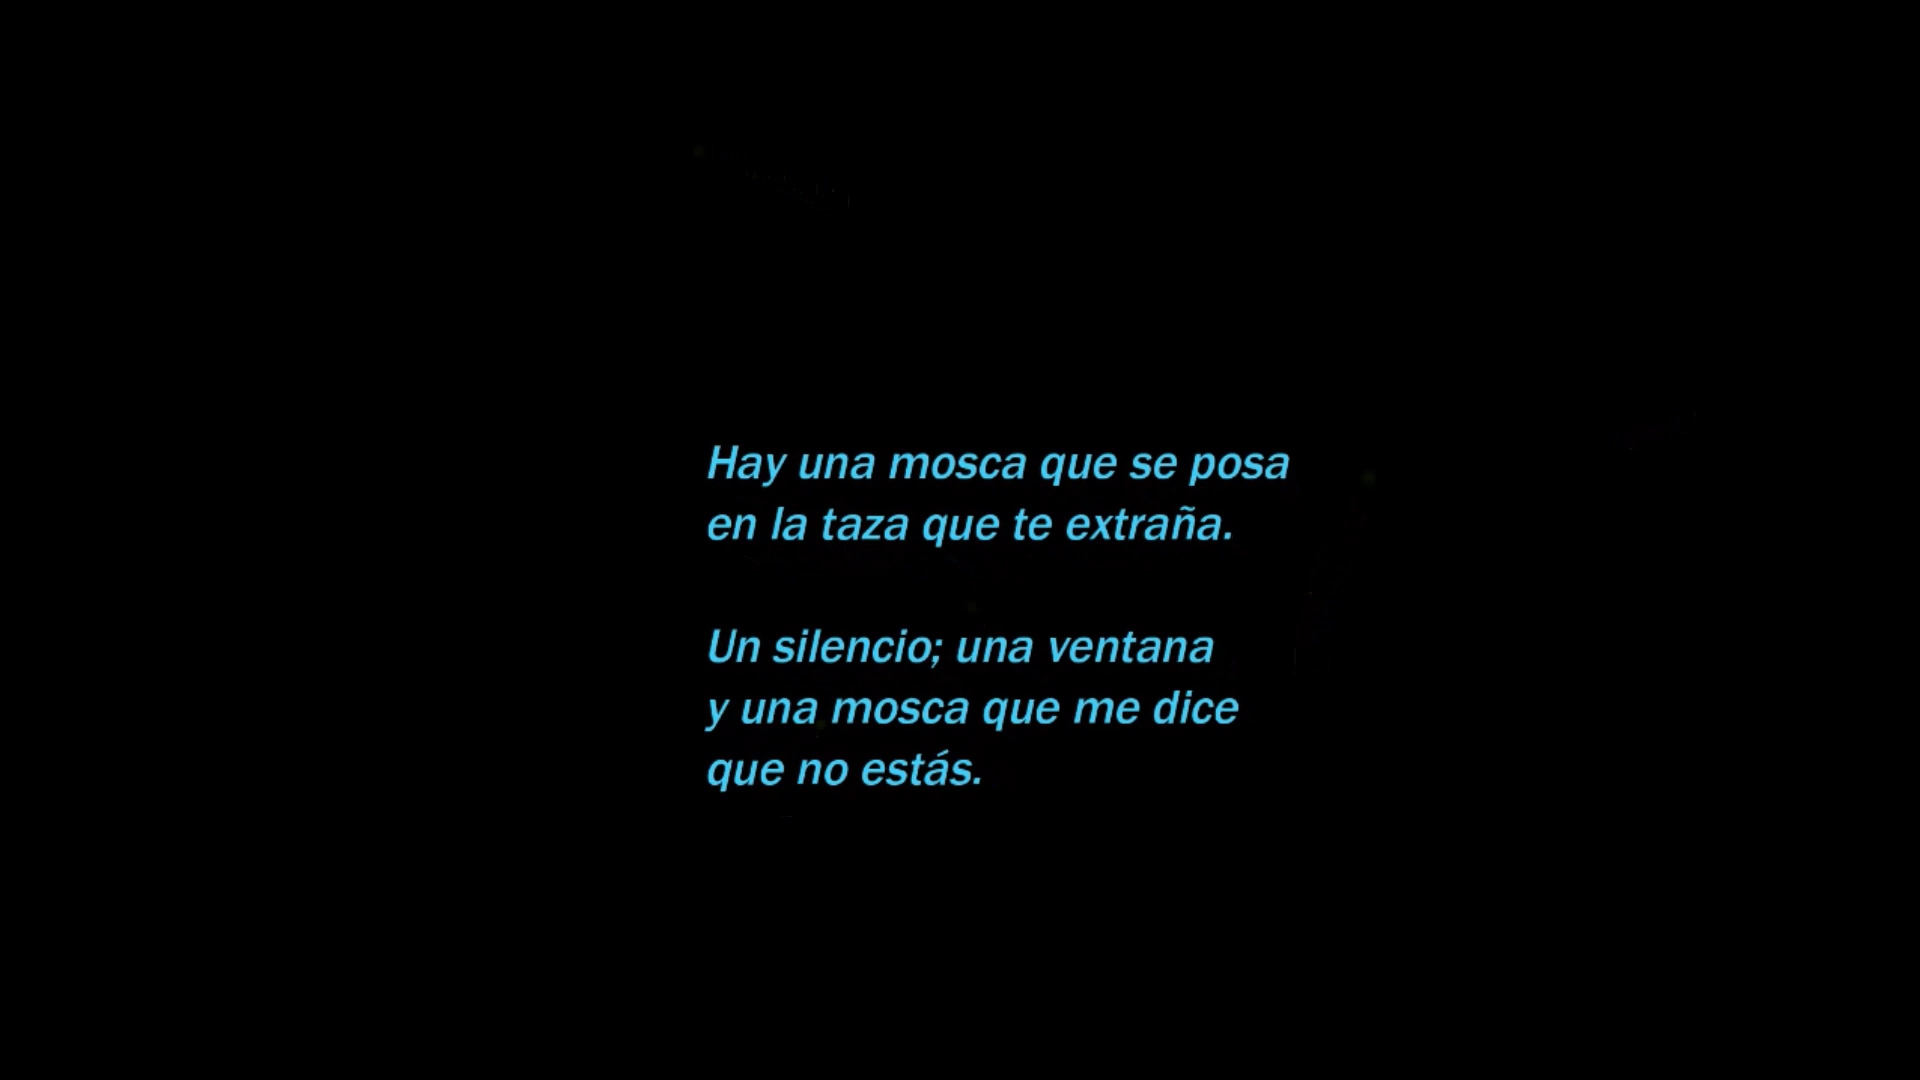 Hay una mosca que se posa
en la taza que te extraña.
Un silencio; una ventana
y una mosca que me dice
que no estás.